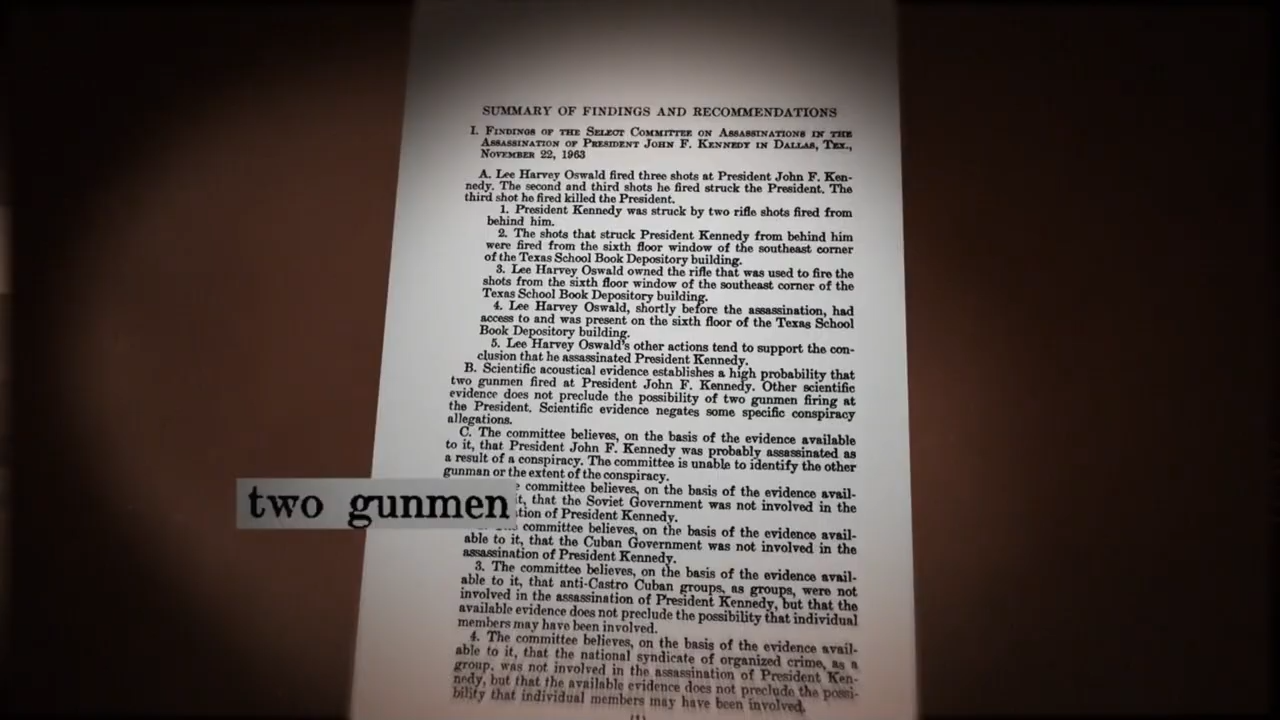 SUMMARY OF FINDINGS AND RECOMMENDATIONS
I. FINDINGS OF THE SELECT COMMITTEE ON ASSASSINATIONS IN THE
ASSASSINATION OF PRESIDENT JOHN F. KENNEDY IN DALLAS, TEX.,
NOVEMBER 22, 1963
A. Lee Harvey Oswald fired three shots at President John F. Ken-
nedy. The second and third shots he fired struck the President. The
third shot he fired killed the President.
1. President Kennedy was struck by two rifle shots fired from
behind him.
2. The shots that struck President Kennedy from behind him
were fired from the sixth floor window of the southeast corner
of the Texas School Book Depository building.
3. Lee Harvey Oswald owned the rifle that was used to fire the
shots from the sixth floor window of the southeast corner of the
Texas School Book Depository building.
4. Lee Harvey Oswald, shortly before the assassination, had
access to and was present on the sixth floor of the Texas School
Book Depository building.
5. Lee Harvey Oswald's other actions tend to support the con-
clusion that he assassinated President Kennedy.
B. Scientific acoustical evidence establishes a high probability that
two gunmen fired at President John F. Kennedy. Other scientific
evidence does not preclude the possibility of two gunmen firing at
the President. Scientific evidence negates some specific conspiracy
allegations.
C. The committee believes, on the basis of the evidence available
to it, that President John F. Kennedy was probably assassinated as
a result of a conspiracy. The committee is unable to identify the other
gunman or the extent of the conspiracy.
committee believes, on the basis of the evidence avail-
it, that the Soviet Government was not involved in the
tion of President Kennedy.
two gunmen
committee believes, on the basis of the evidence avail-
able to it, that the Cuban Government was not involved in the
assassination of President Kennedy.
3. The committee believes, on the basis of the evidence avail-
able to it, that anti-Castro Cuban groups, as groups, were not
involved in the assassination of President Kennedy, but that the
available evidence does not preclude the possibility that individual
members may have been involved.
4. The committee believes, on the basis of the evidence avail-
able to it, that the national syndicate of organized crime, as a
group, was not involved in the assassination of President Ken-
nedy, but that the available evidence does not preclude the possi-
bility that individual members may have been involved.